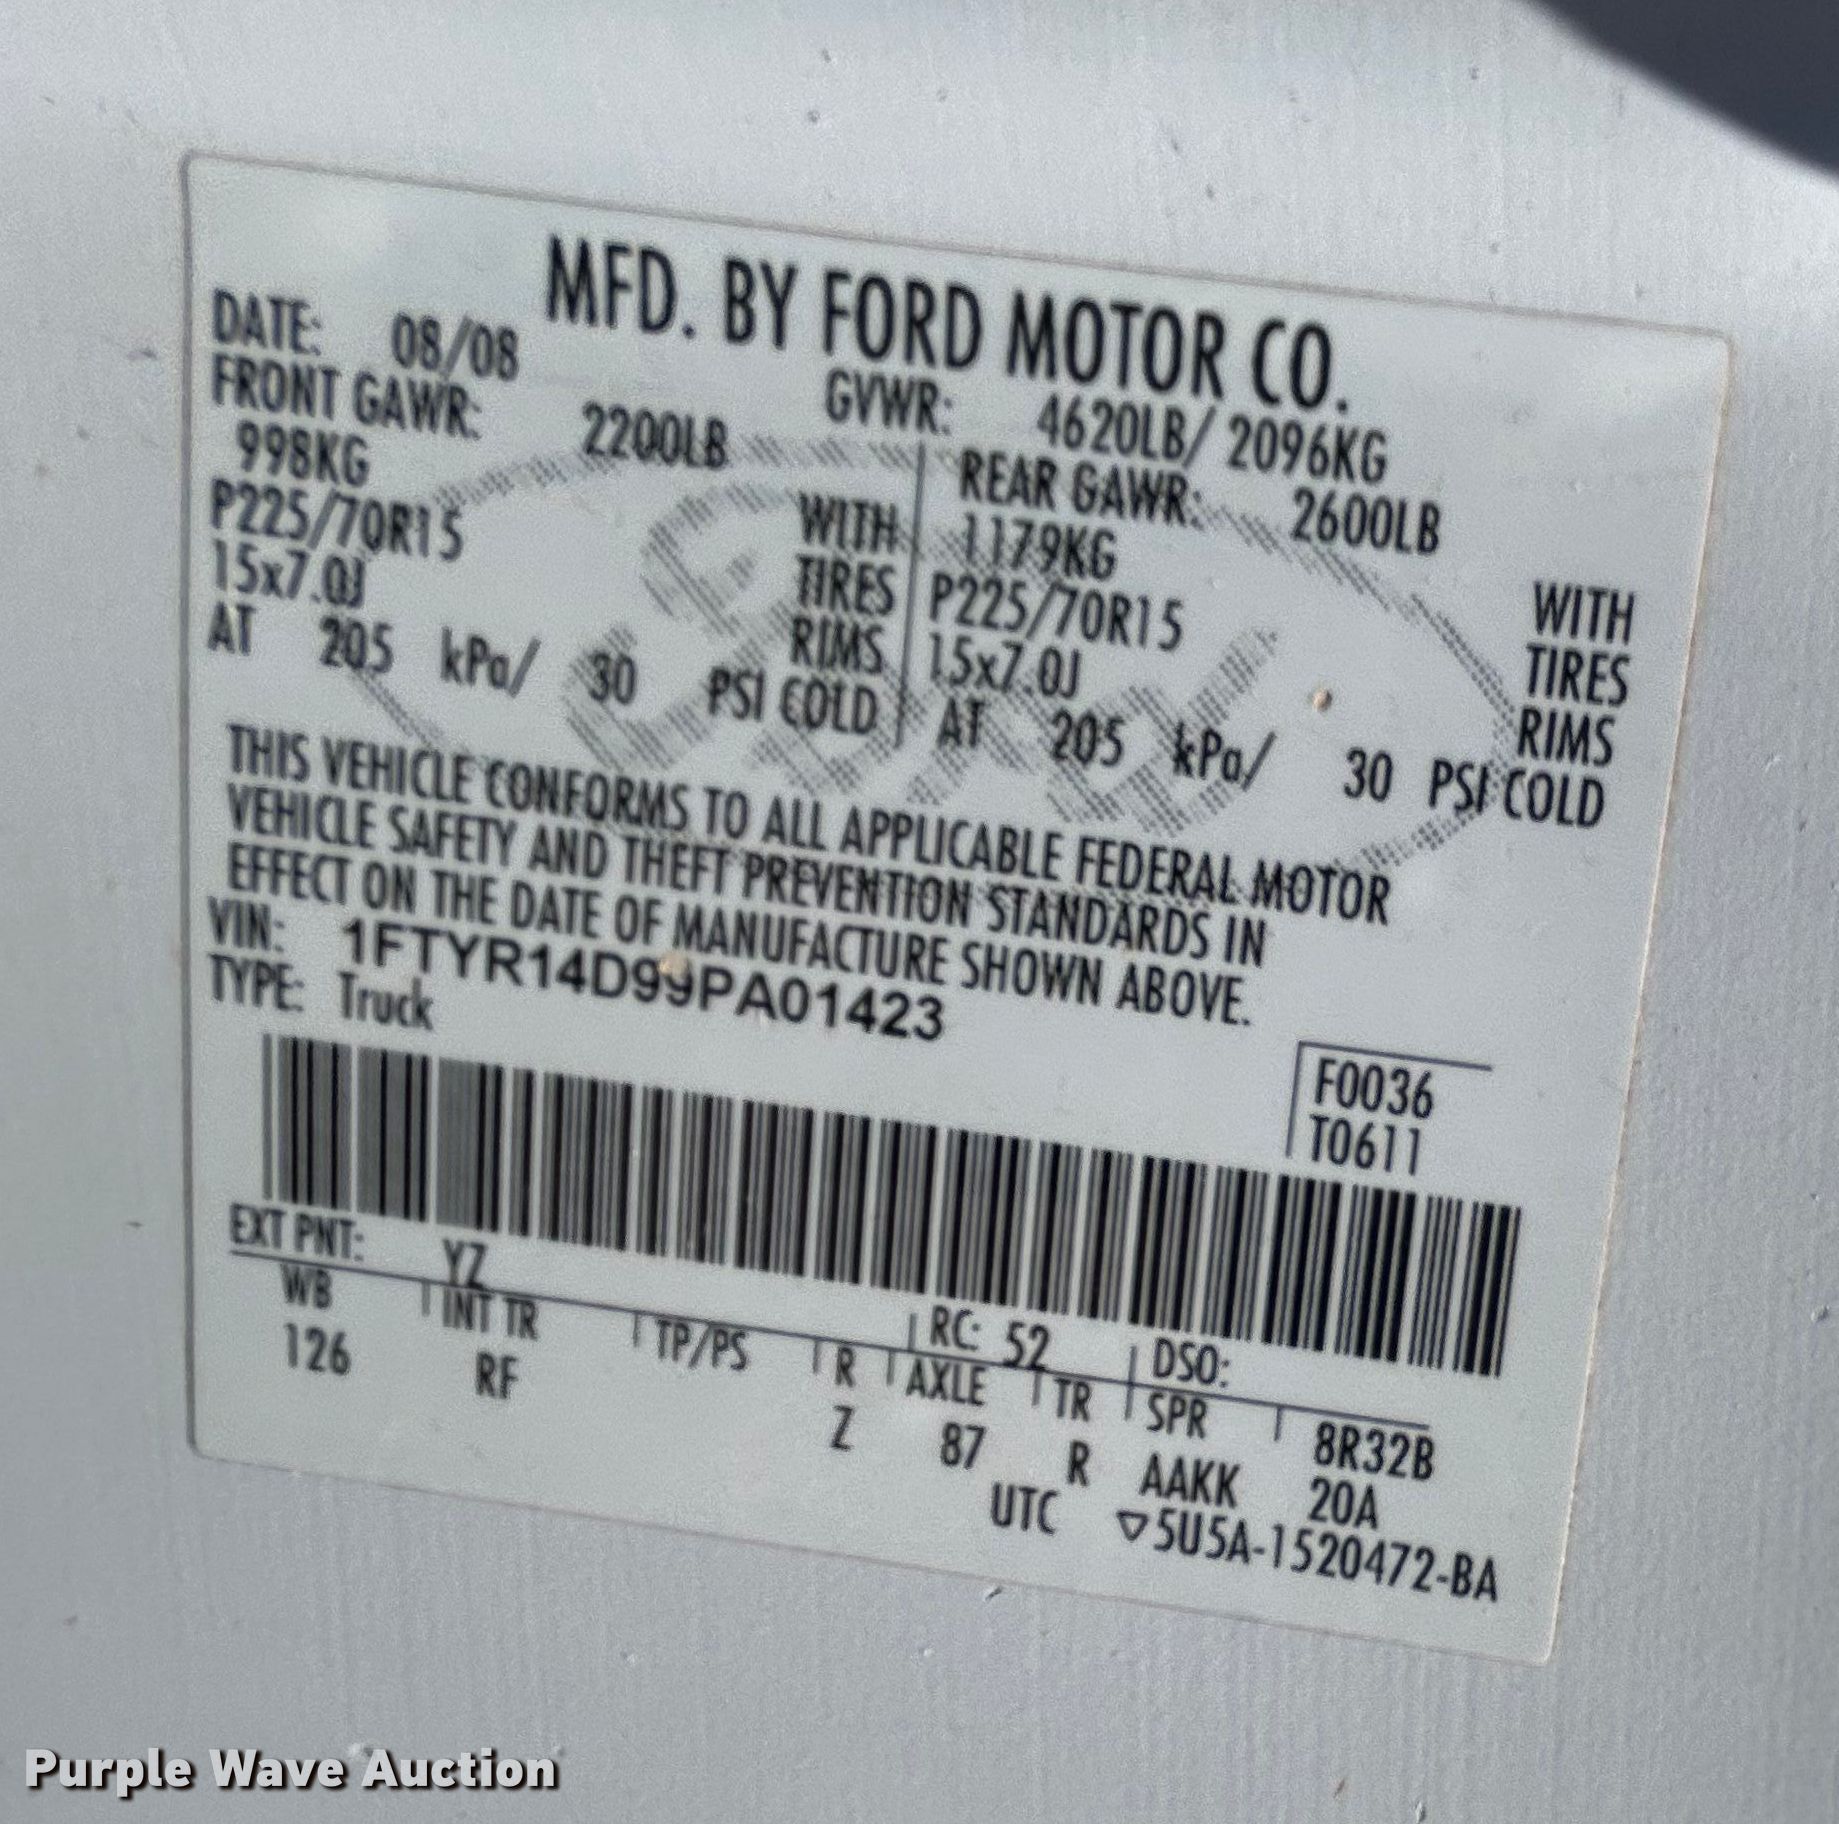 MFD. BY FORD MOTOR CO.
DATE: 08/08 GVWR: 4620LB/ 2096KG
FRONT GAWR: 2200LB
998KG WITH
P225/70R15 TIRES
15x7.0J RIMS
AT 205 kPa/ 30 PSI COLD
REAR GAWR: 2600LB
1179KG WITH
P225/70R15 TIRES
15x7.0J RIMS
AT 205 kPa/ 30 PSI COLD
Ford
THIS VEHICLE CONFORMS TO ALL APPLICABLE FEDERAL MOTOR
VEHICLE SAFETY AND THEFT PREVENTION STANDARDS IN
EFFECT ON THE DATE OF MANUFACTURE SHOWN ABOVE.
VIN: 1FTYR14D99PA01423
TYPE: Truck
F0036
T0611
EXT PNT: YZ RC: 52 DSO:
WB INT TR TP/PS R AXLE TR SPR 8R32B
126 RF Z 87 R AAKK 20A
UTC ▽5U5A-1520472-BA
Purple Wave Auction